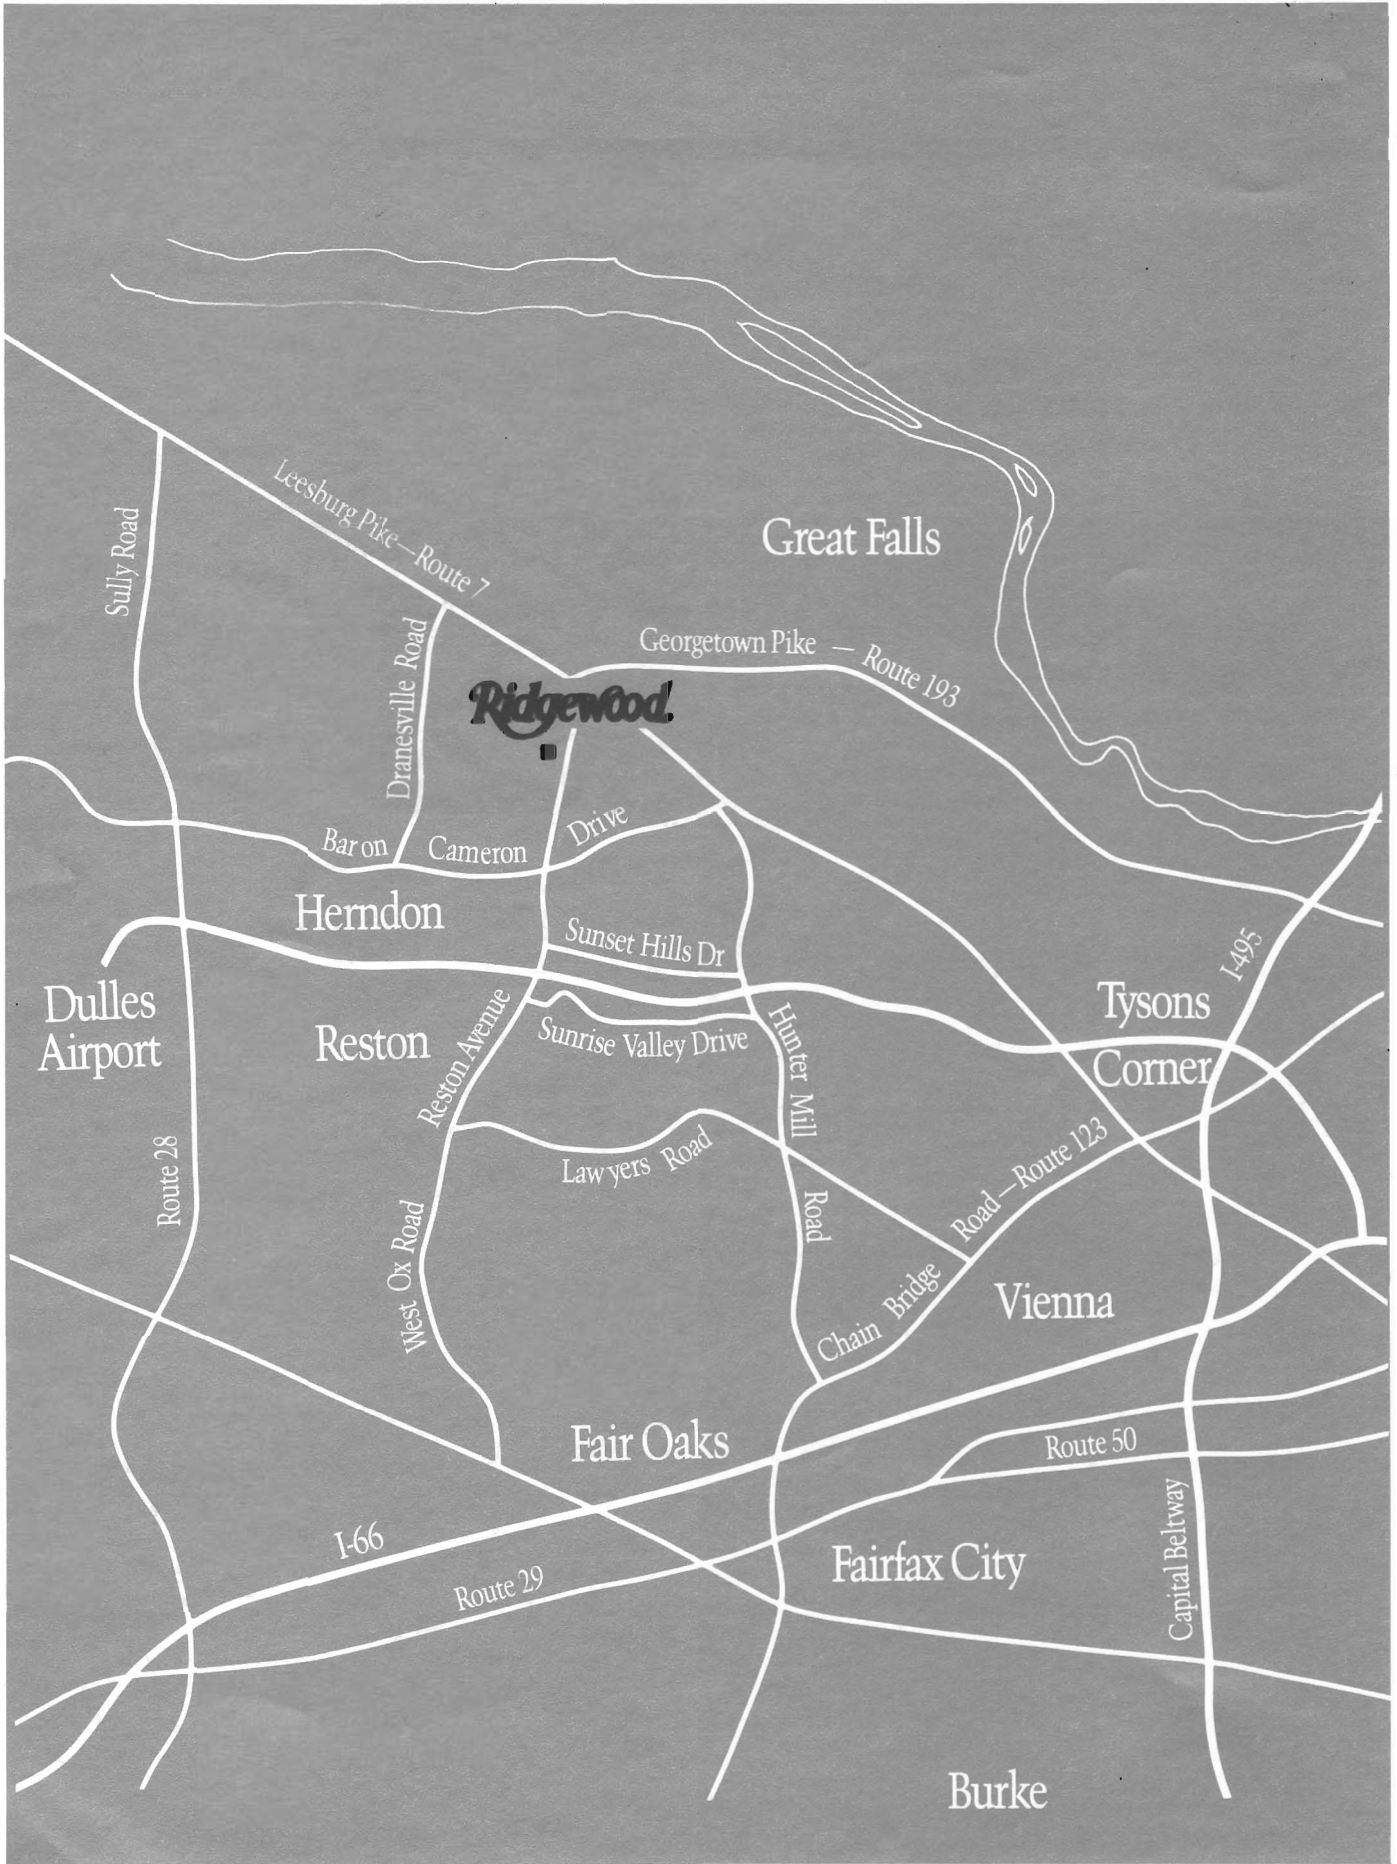 Leesburg Pike—Route 7
Sully Road
Great Falls
Georgetown Pike — Route 193
Dranesville Road
Ridgewood
Baron Cameron Drive
Herndon
Sunset Hills Dr
I-495
Dulles
Airport
Tysons
Corner
Reston
Reston Avenue
Sunrise Valley Drive
Hunter Mill Road
Lawyers Road
Route 28
West Ox Road
Chain Bridge Road—Route 123
Vienna
Fair Oaks
Route 50
I-66
Route 29
Fairfax City
Capital Beltway
Burke